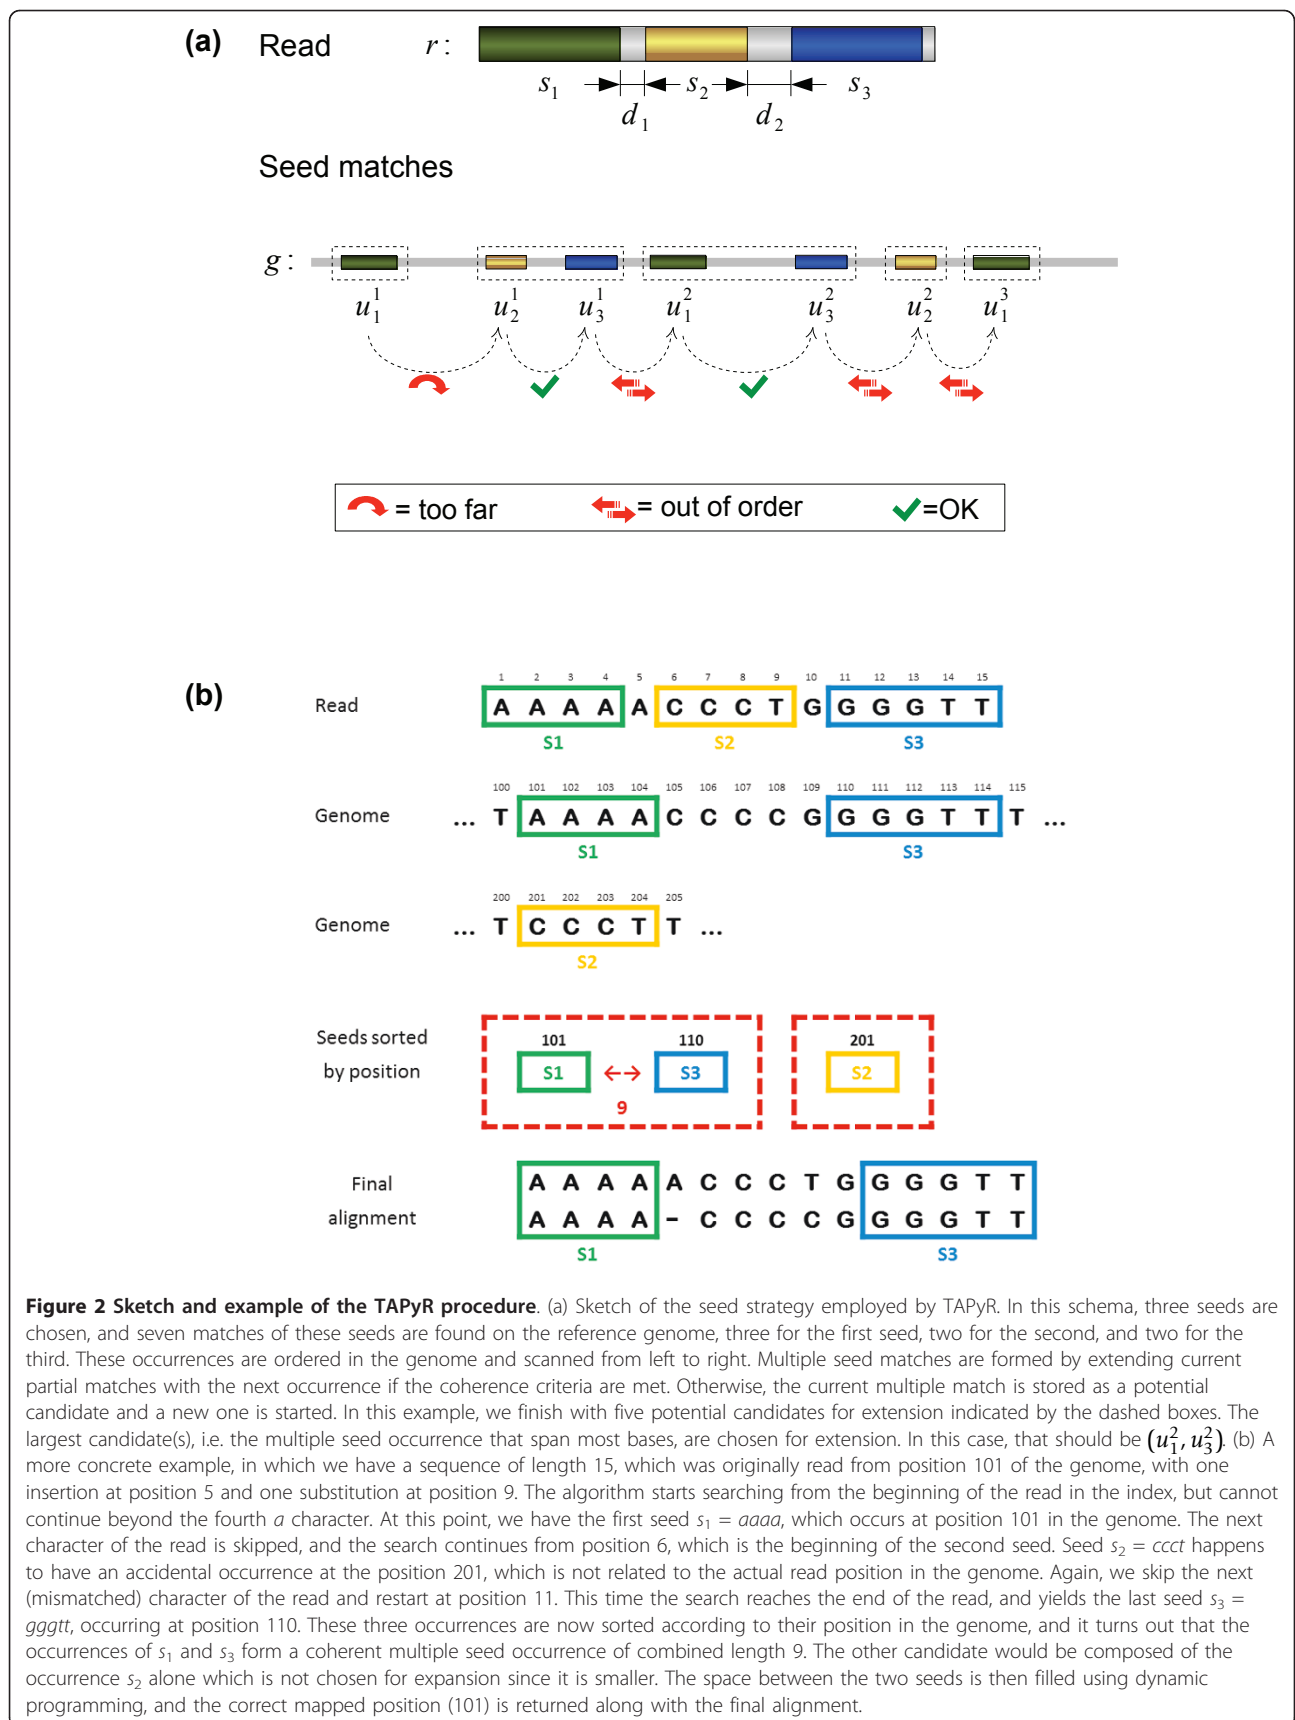 (a) Read r:
s1 d1 s2 d2 s3
Seed matches
g:
u₁¹ u₂¹ u₃¹ u₁² u₃² u₂² u₁³
= too far = out of order =OK
(b)
1 2 3 4 5 6 7 8 9 10 11 12 13 14 15
Read A A A A A C C C T G G G G T T
S1 S2 S3
100 101 102 103 104 105 106 107 108 109 110 111 112 113 114 115
Genome ... T A A A A C C C C G G G G T T T ...
S1 S3
200 201 202 203 204 205
Genome ... T C C C T T ...
S2
Seeds sorted
by position
101 110 201
S1 ←→ S3 S2
9
Final
alignment
A A A A A C C C T G G G G T T
A A A A – C C C C G G G G T T
S1 S3
Figure 2 Sketch and example of the TAPyR procedure. (a) Sketch of the seed strategy employed by TAPyR. In this schema, three seeds are
chosen, and seven matches of these seeds are found on the reference genome, three for the first seed, two for the second, and two for the
third. These occurrences are ordered in the genome and scanned from left to right. Multiple seed matches are formed by extending current
partial matches with the next occurrence if the coherence criteria are met. Otherwise, the current multiple match is stored as a potential
candidate and a new one is started. In this example, we finish with five potential candidates for extension indicated by the dashed boxes. The
largest candidate(s), i.e. the multiple seed occurrence that span most bases, are chosen for extension. In this case, that should be (u₁², u₃²). (b) A
more concrete example, in which we have a sequence of length 15, which was originally read from position 101 of the genome, with one
insertion at position 5 and one substitution at position 9. The algorithm starts searching from the beginning of the read in the index, but cannot
continue beyond the fourth a character. At this point, we have the first seed s1 = aaaa, which occurs at position 101 in the genome. The next
character of the read is skipped, and the search continues from position 6, which is the beginning of the second seed. Seed s2 = ccct happens
to have an accidental occurrence at the position 201, which is not related to the actual read position in the genome. Again, we skip the next
(mismatched) character of the read and restart at position 11. This time the search reaches the end of the read, and yields the last seed s3 =
gggtt, occurring at position 110. These three occurrences are now sorted according to their position in the genome, and it turns out that the
occurrences of s1 and s3 form a coherent multiple seed occurrence of combined length 9. The other candidate would be composed of the
occurrence s2 alone which is not chosen for expansion since it is smaller. The space between the two seeds is then filled using dynamic
programming, and the correct mapped position (101) is returned along with the final alignment.